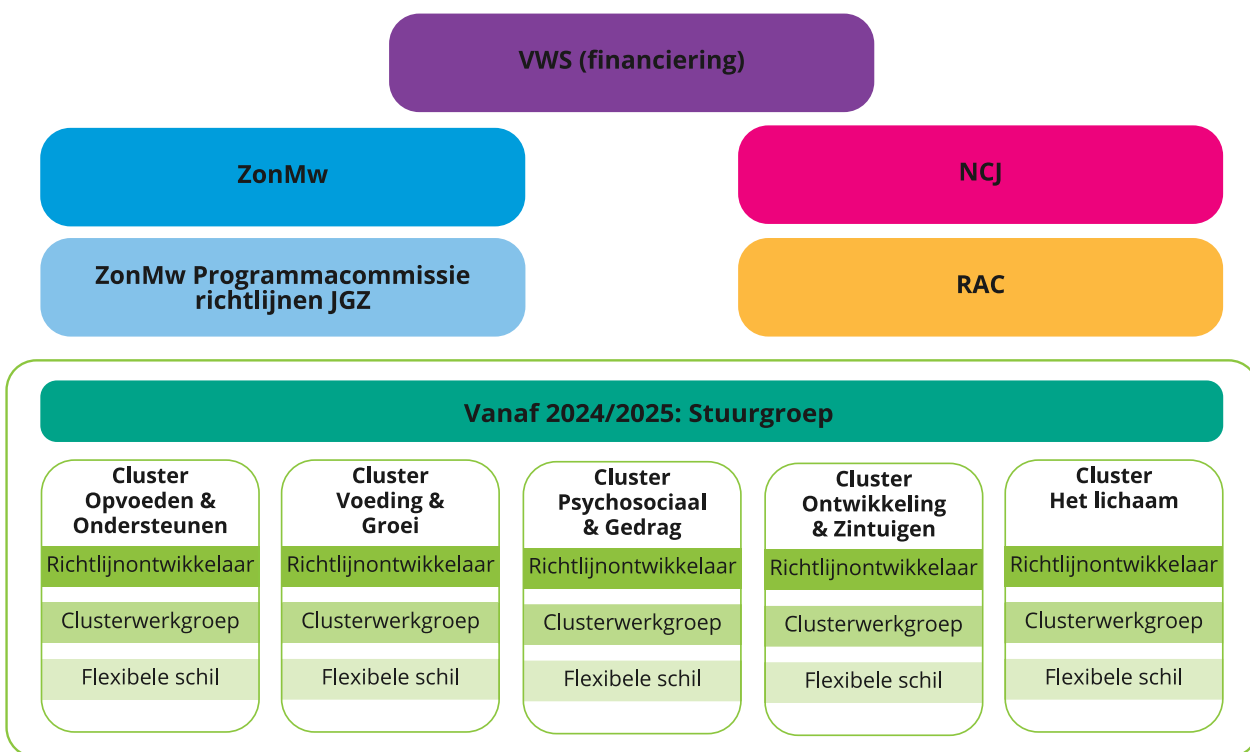 VWS (financiering)
ZonMw
NCJ
ZonMw Programmacommissie
richtlijnen JGZ
RAC
Vanaf 2024/2025: Stuurgroep
Cluster
Opvoeden &
Ondersteunen
Richtlijnontwikkelaar
Clusterwerkgroep
Flexibele schil
Cluster
Voeding &
Groei
Richtlijnontwikkelaar
Clusterwerkgroep
Flexibele schil
Cluster
Psychosociaal
& Gedrag
Richtlijnontwikkelaar
Clusterwerkgroep
Flexibele schil
Cluster
Ontwikkeling
& Zintuigen
Richtlijnontwikkelaar
Clusterwerkgroep
Flexibele schil
Cluster
Het lichaam
Richtlijnontwikkelaar
Clusterwerkgroep
Flexibele schil